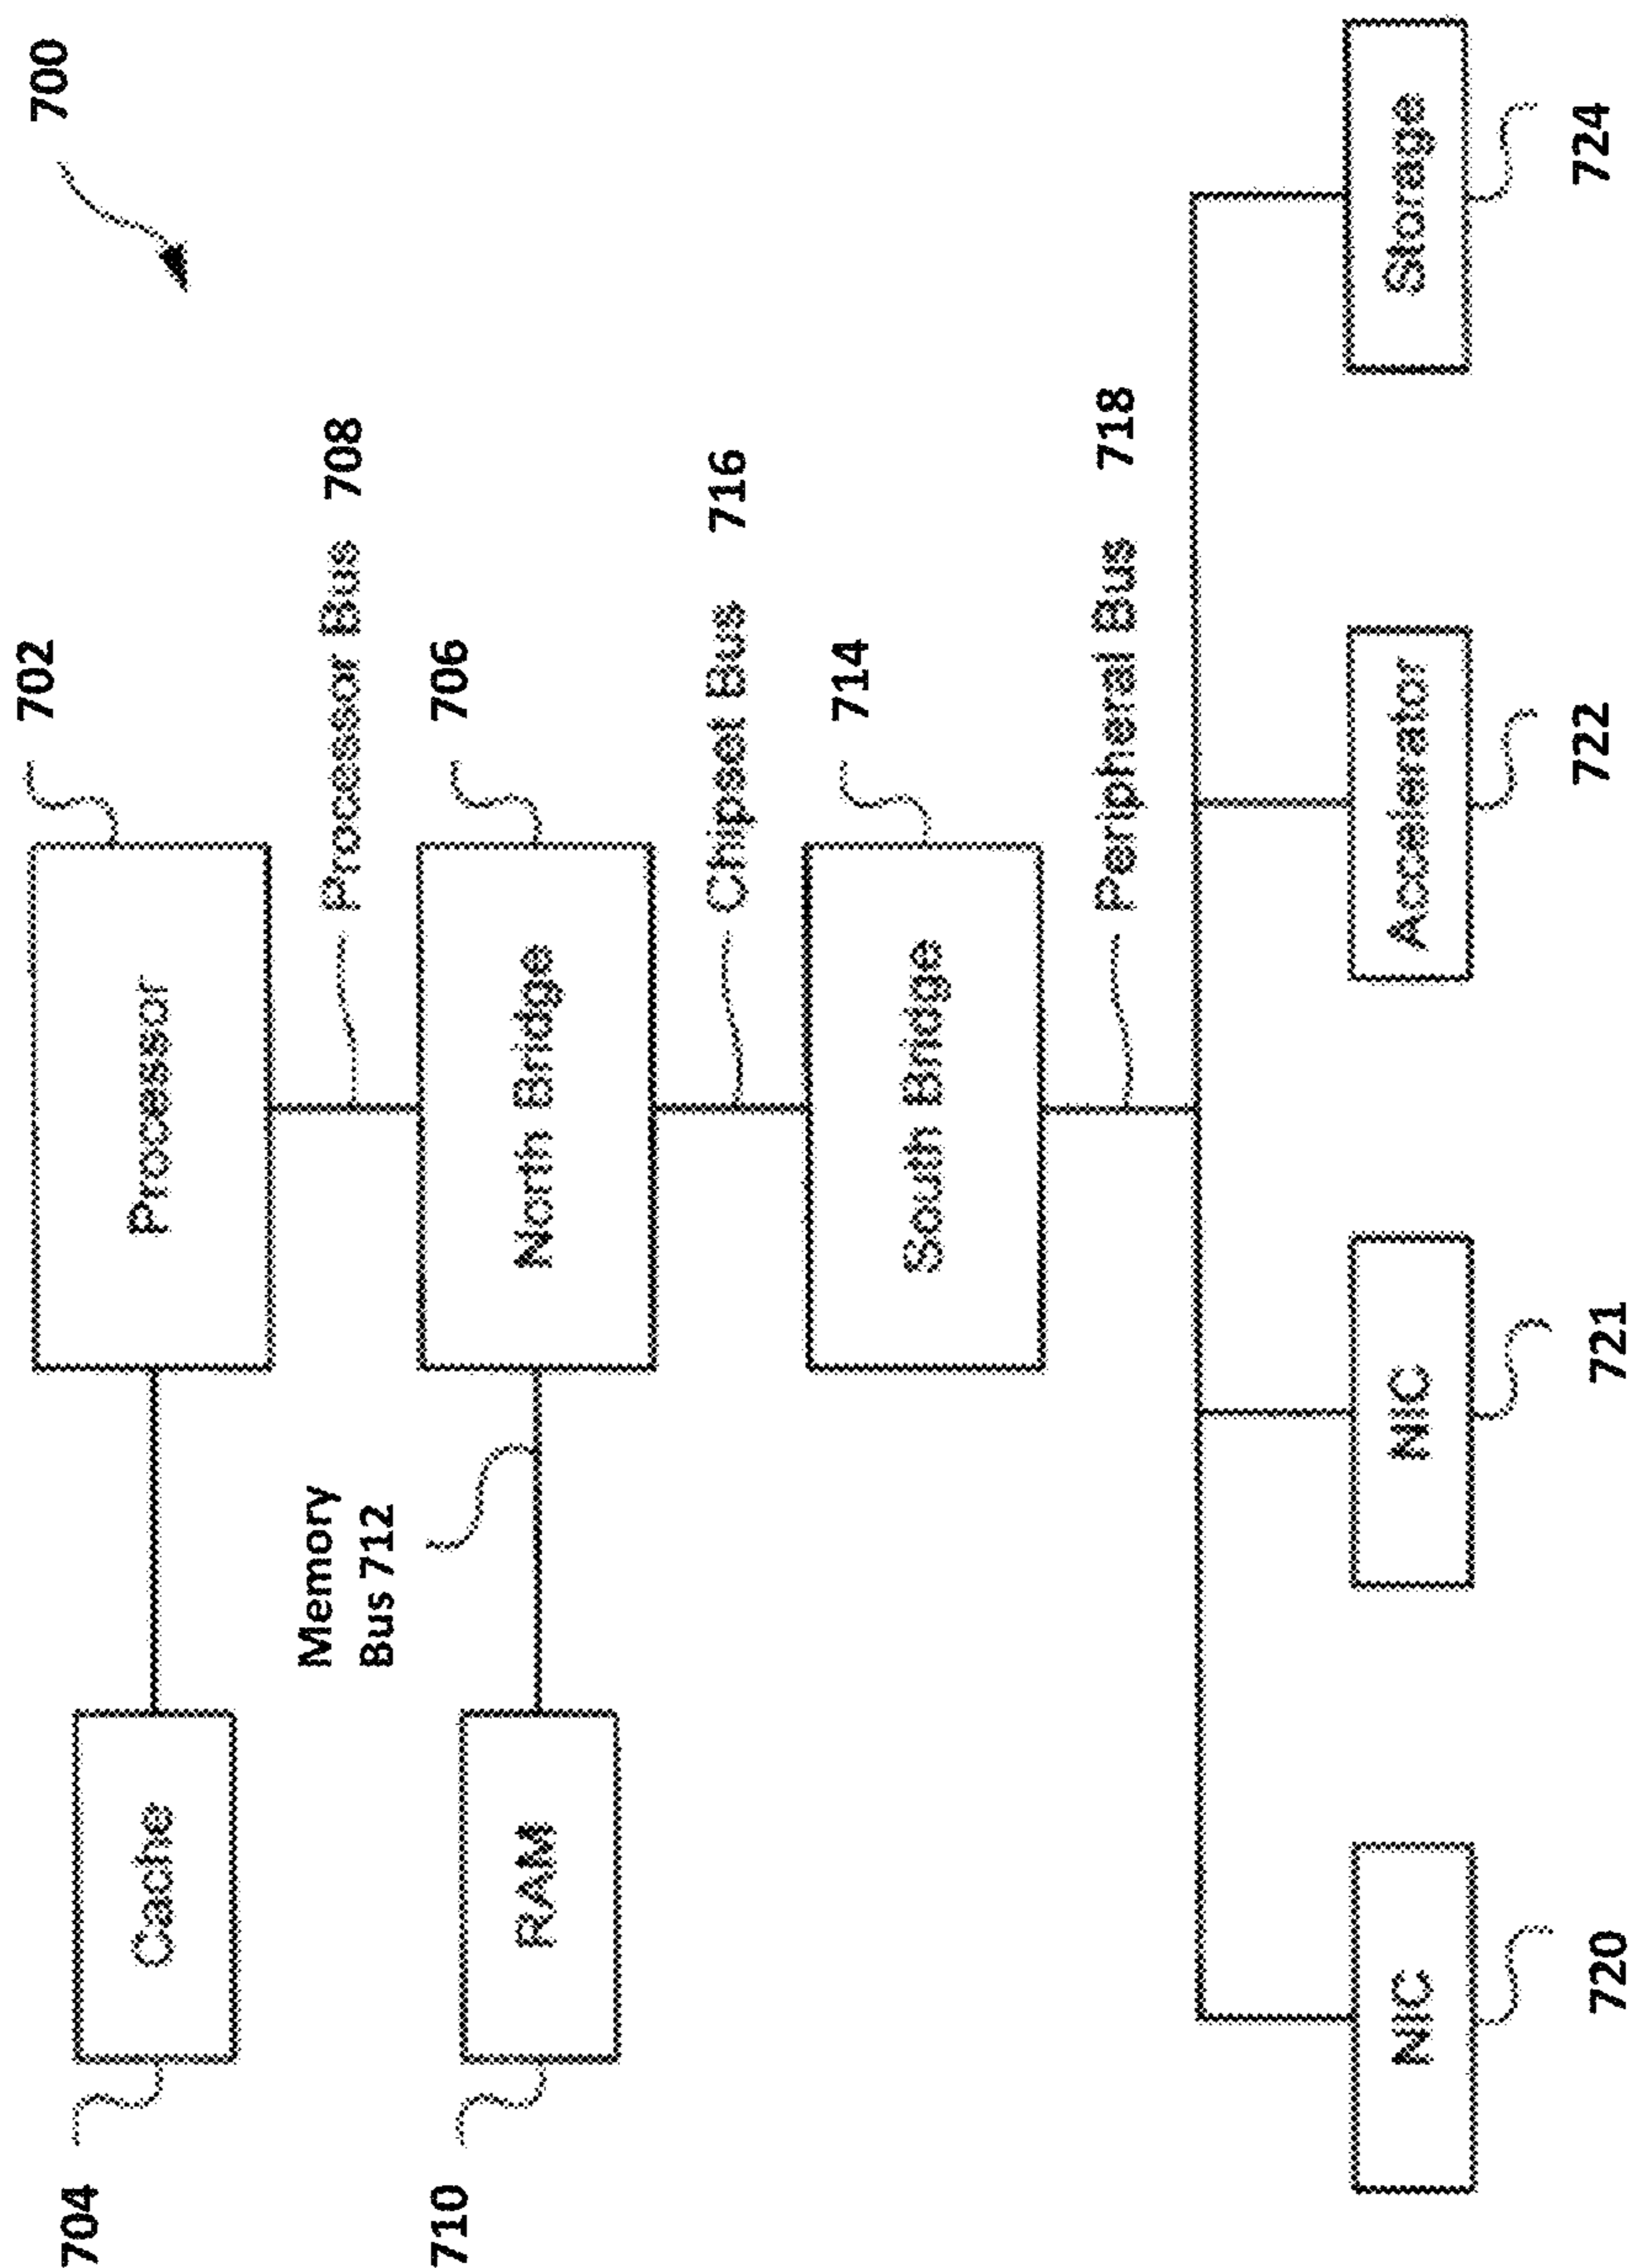 700
702
Processor
Cache
704
Processor Bus 708
706
North Bridge
Memory
Bus 712
RAM
710
Chipset Bus 716
714
South Bridge
Peripheral Bus 718
NIC
NIC
Accelerator
Storage
720
721
722
724